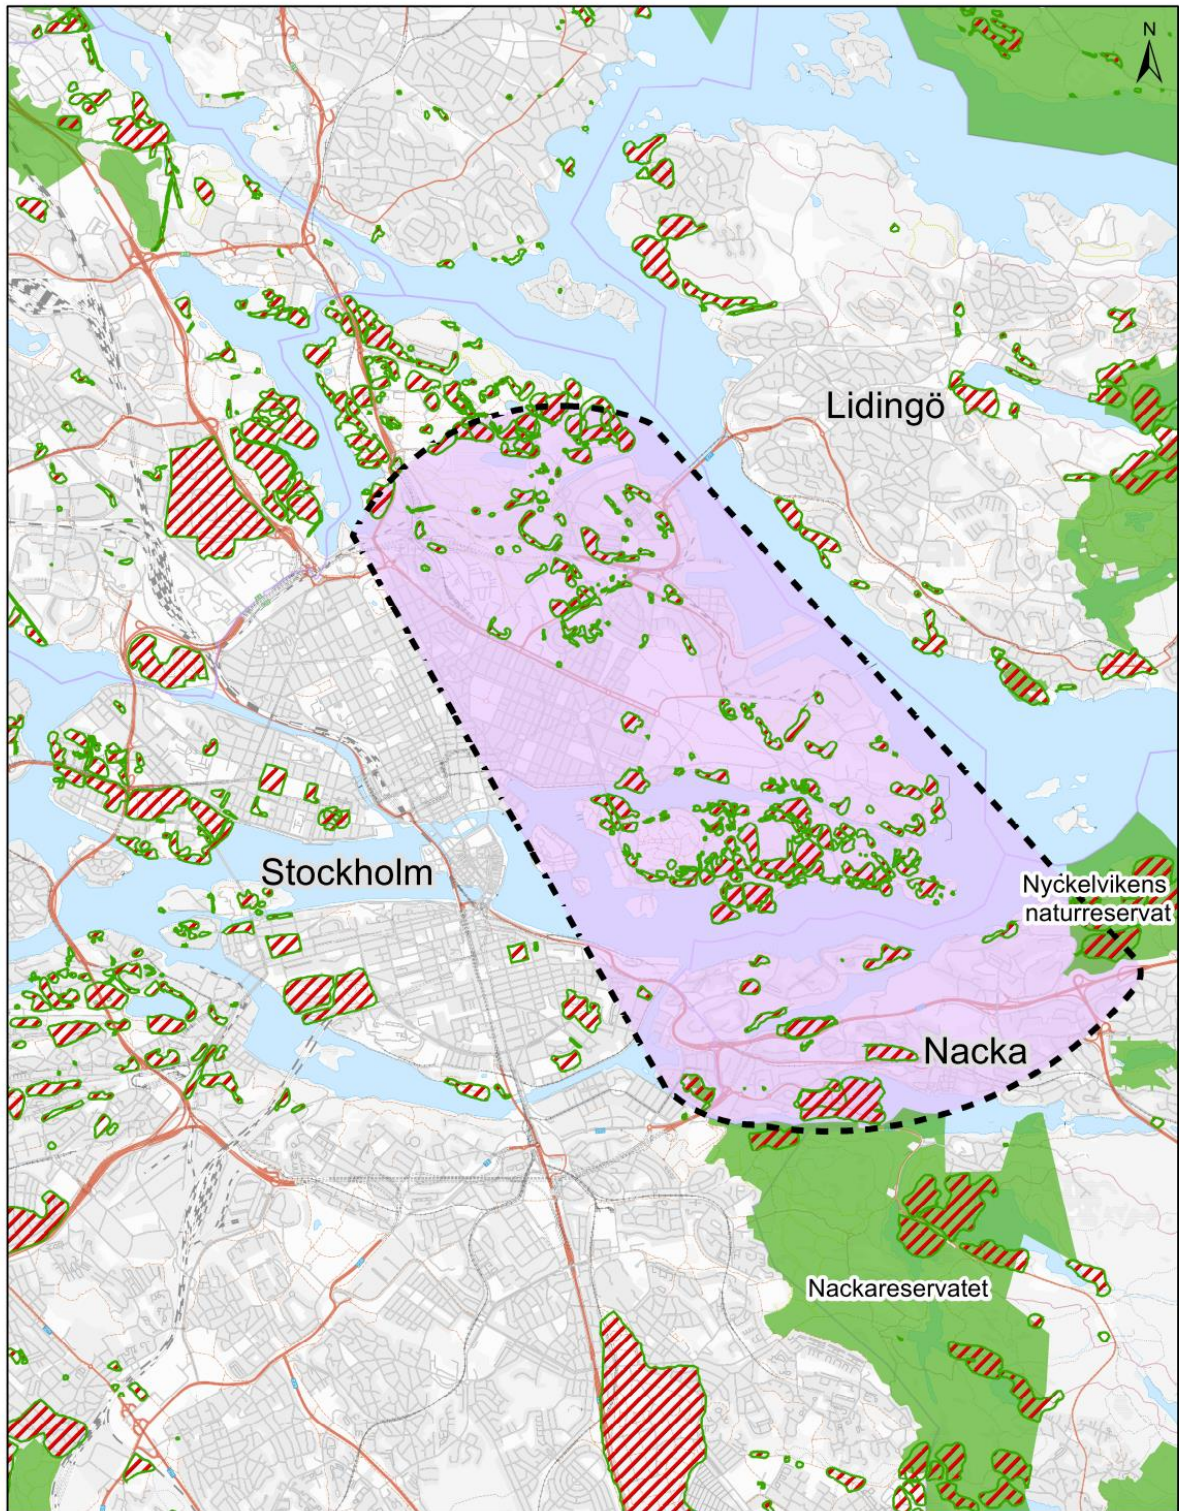 N
Lidingö
Stockholm
Nyckelvikens
naturreservat
Nacka
Nackareservatet